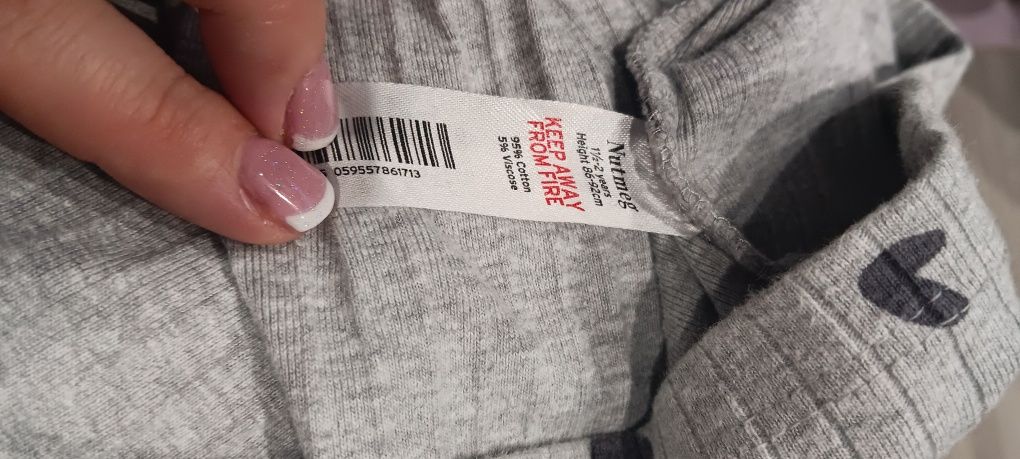 Nutmeg
1½-2 years
Height 86-92cm
KEEP AWAY
FROM FIRE
95% Cotton
5% Viscose
059557861713